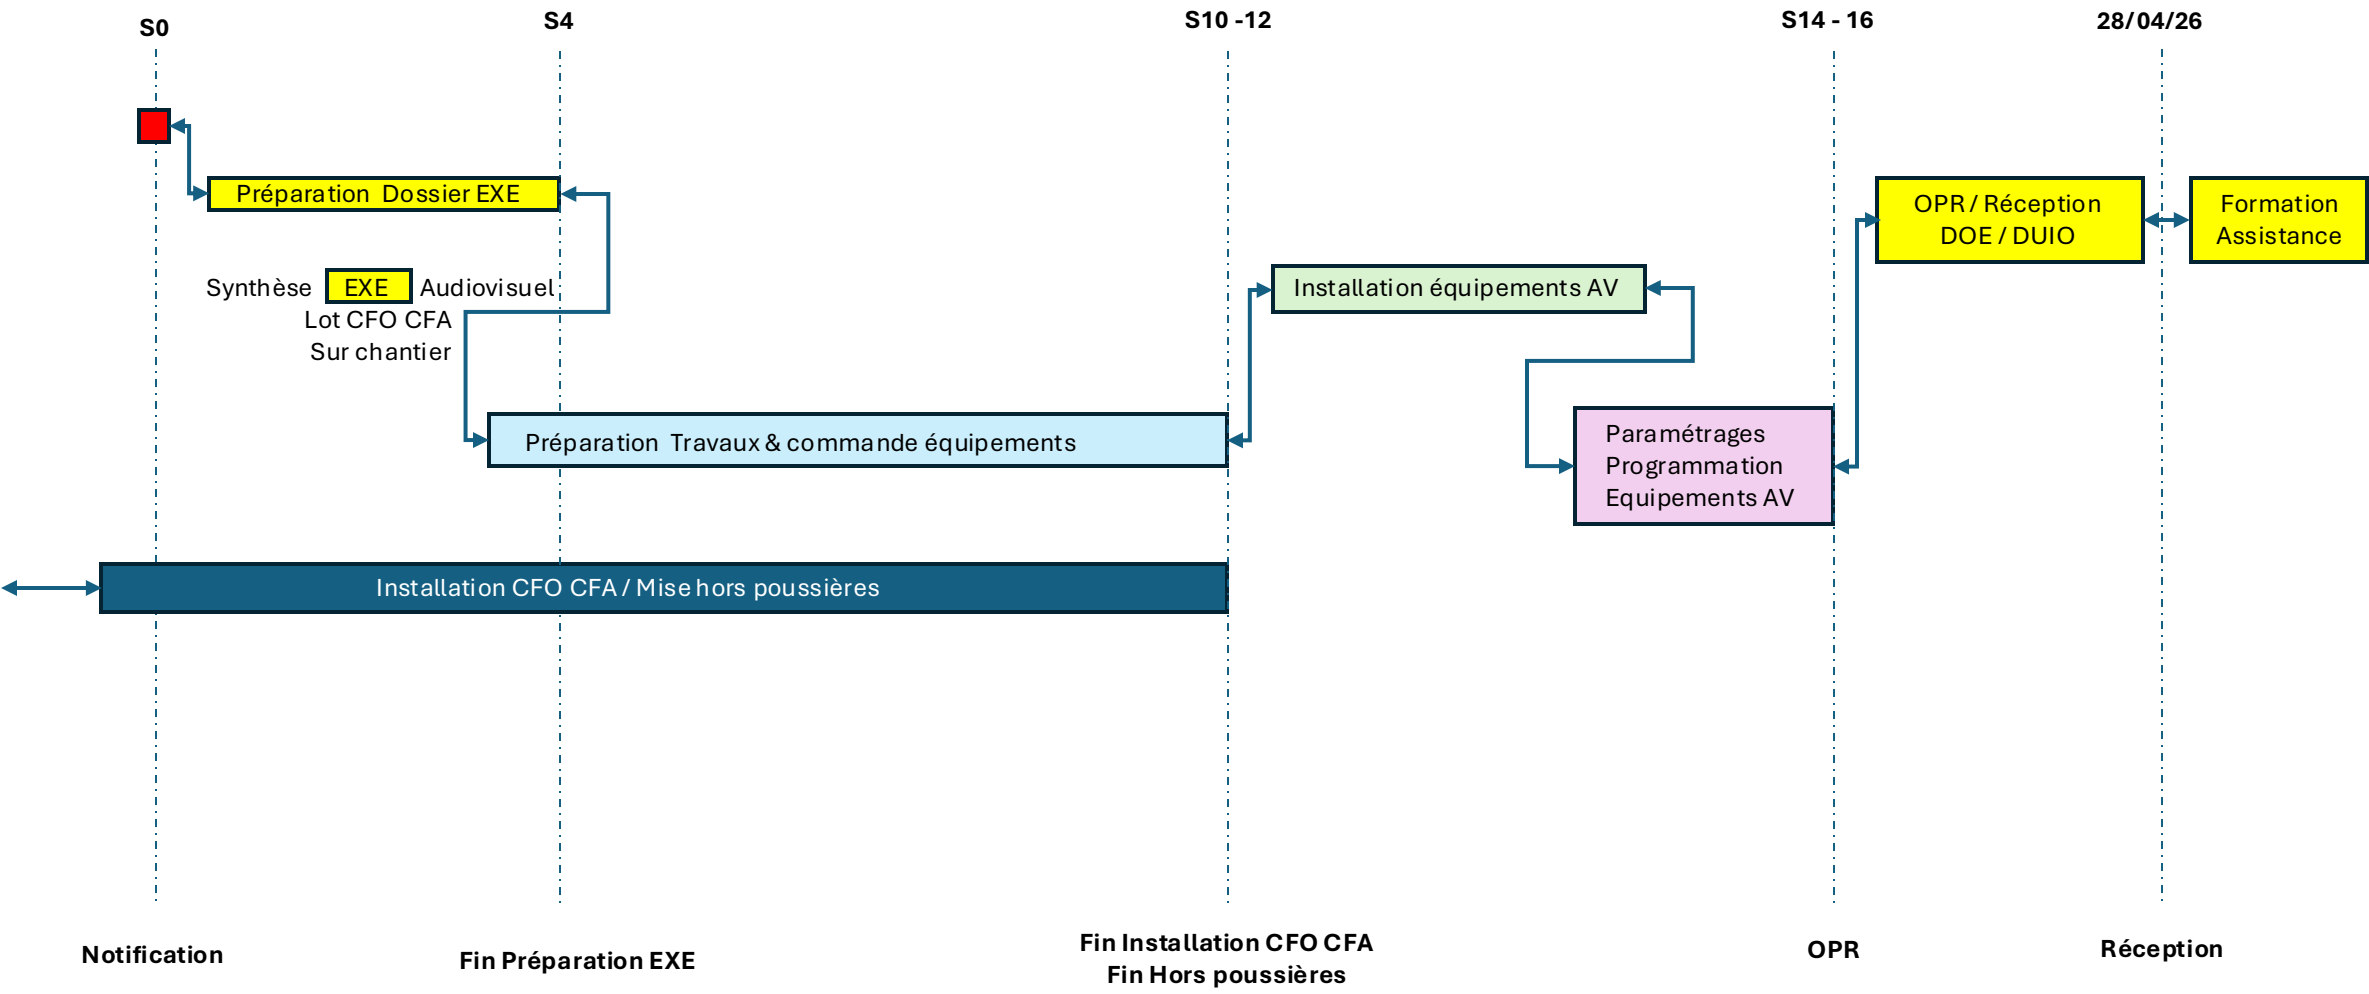 S0
S4
S10 -12
S14 - 16
28/04/26
Préparation Dossier EXE
OPR / Réception
DOE / DUIO
Formation
Assistance
Synthèse EXE Audiovisuel
Lot CFO CFA
Sur chantier
Installation équipements AV
Préparation Travaux & commande équipements
Paramétrages
Programmation
Equipements AV
Installation CFO CFA / Mise hors poussières
Notification
Fin Préparation EXE
Fin Installation CFO CFA
Fin Hors poussières
OPR
Réception